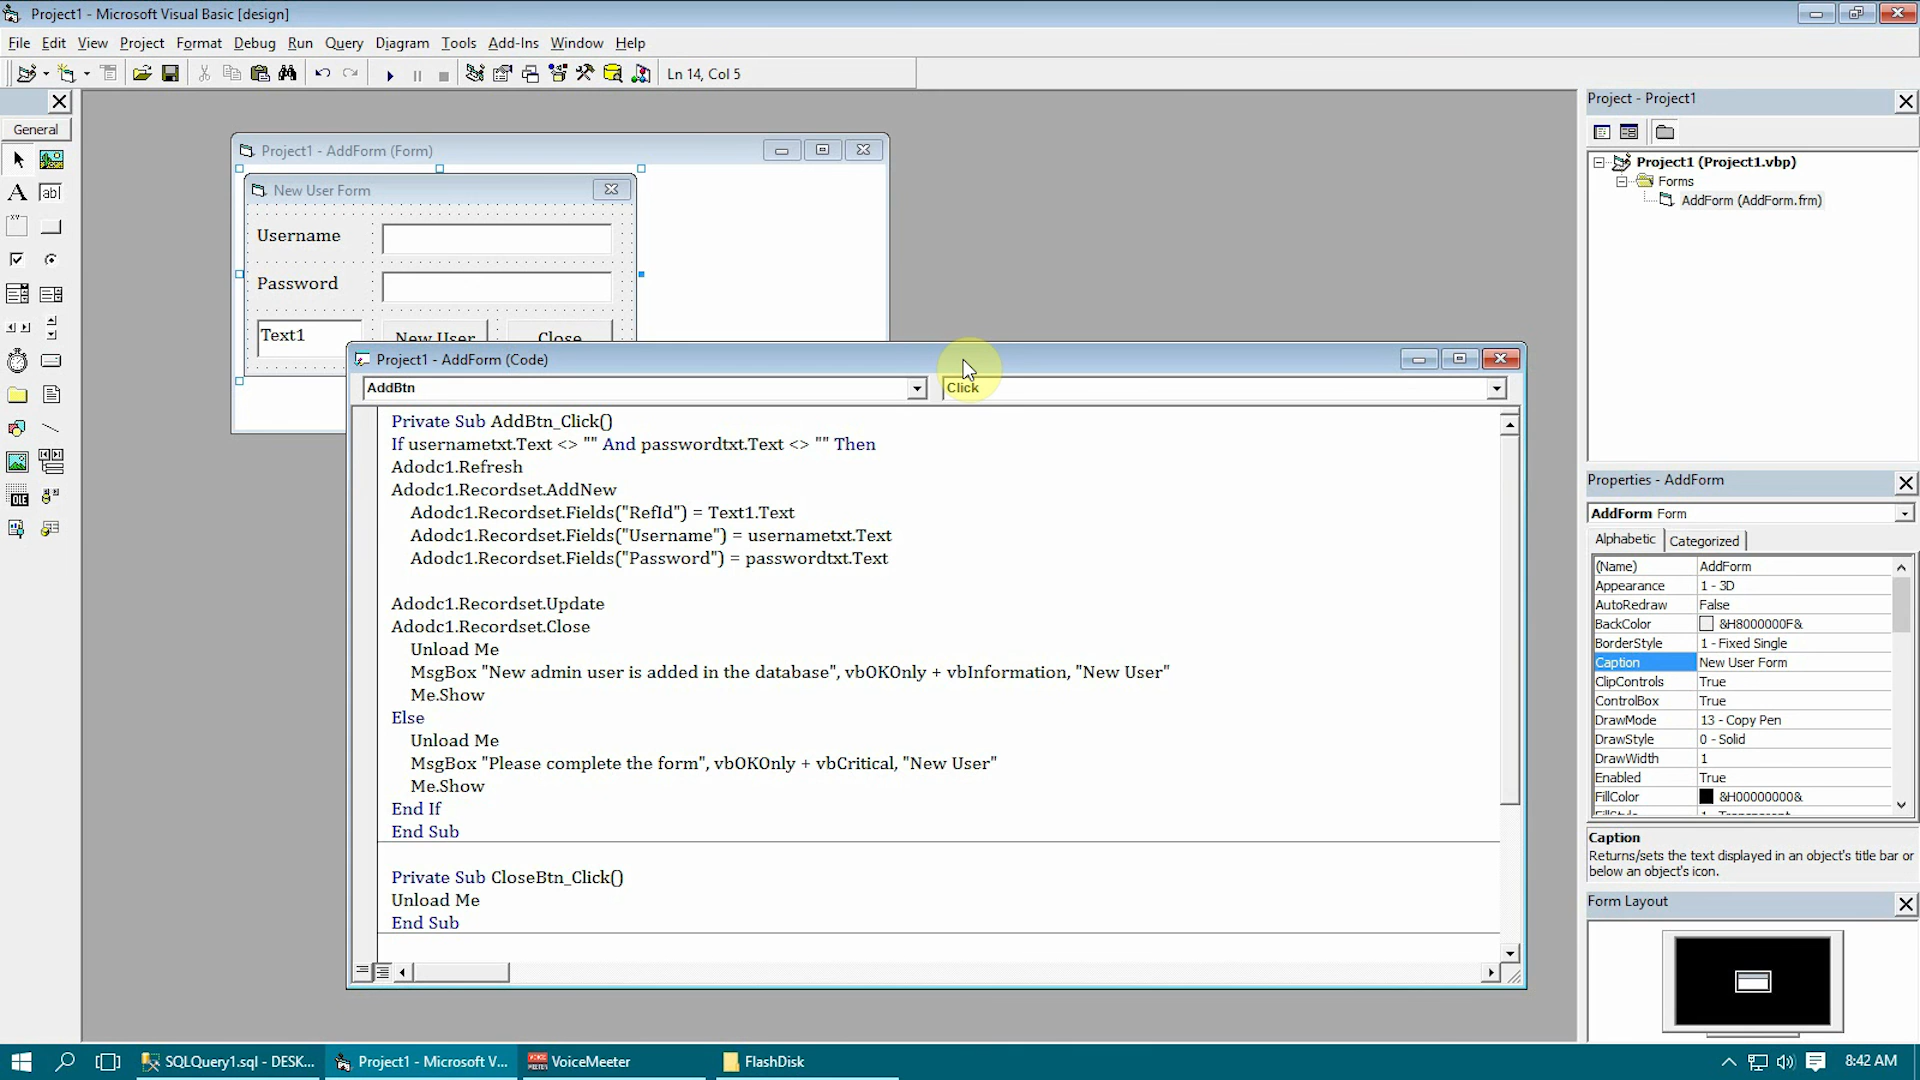 Project1 - Microsoft Visual Basic [design]
File Edit View Project Format Debug Run Query Diagram Tools Add-Ins Window Help
Ln 14, Col 5
General
A
ab|
XY
OLE
Project1 - AddForm (Form)
New User Form
Username
Password
Text1
New User
Close
Project1 - AddForm (Code)
AddBtn
Click
Private Sub AddBtn_Click()
If usernametxt.Text <> "" And passwordtxt.Text <> "" Then
Adodc1.Refresh
Adodc1.Recordset.AddNew
Adodc1.Recordset.Fields("RefId") = Text1.Text
Adodc1.Recordset.Fields("Username") = usernametxt.Text
Adodc1.Recordset.Fields("Password") = passwordtxt.Text
Adodc1.Recordset.Update
Adodc1.Recordset.Close
Unload Me
MsgBox "New admin user is added in the database", vbOKOnly + vbInformation, "New User"
Me.Show
Else
Unload Me
MsgBox "Please complete the form", vbOKOnly + vbCritical, "New User"
Me.Show
End If
End Sub
Private Sub CloseBtn_Click()
Unload Me
End Sub
Project - Project1
Project1 (Project1.vbp)
Forms
AddForm (AddForm.frm)
Properties - AddForm
AddForm Form
Alphabetic Categorized
(Name) AddForm
Appearance 1 - 3D
AutoRedraw False
BackColor &H8000000F&
BorderStyle 1 - Fixed Single
Caption New User Form
ClipControls True
ControlBox True
DrawMode 13 - Copy Pen
DrawStyle 0 - Solid
DrawWidth 1
Enabled True
FillColor &H00000000&
FillStyle 1 - Transparent
Caption
Returns/sets the text displayed in an object's title bar or
below an object's icon.
Form Layout
SQLQuery1.sql - DESK...
Project1 - Microsoft V...
VoiceMeeter
FlashDisk
8:42 AM